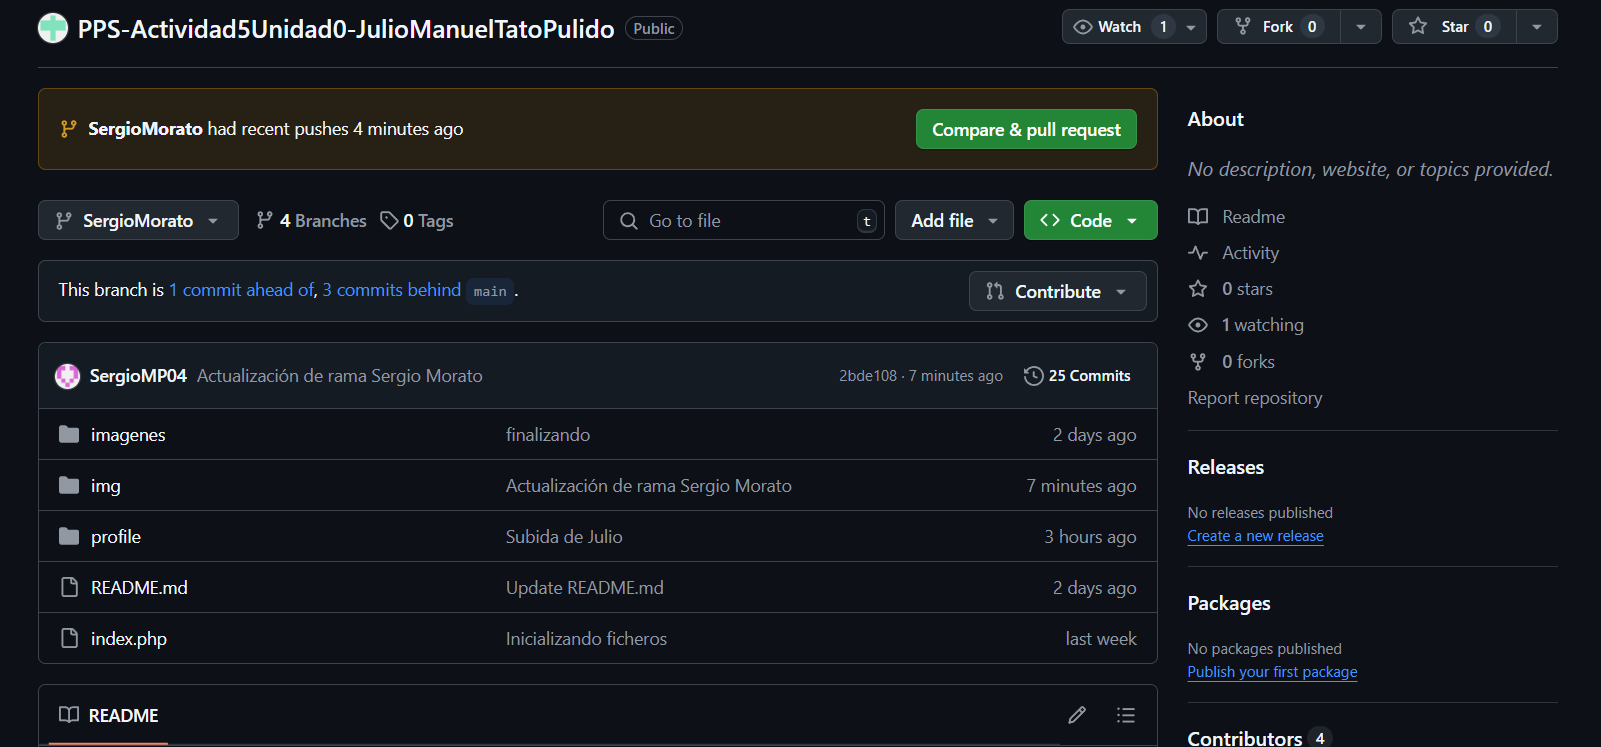 PPS-Actividad5Unidad0-JulioManuelTatoPulido Public
Watch 1
Fork 0
Star 0
SergioMorato had recent pushes 4 minutes ago
Compare & pull request
SergioMorato
4 Branches
0 Tags
Go to file t
Add file
<> Code
This branch is 1 commit ahead of, 3 commits behind main .
Contribute
SergioMP04 Actualización de rama Sergio Morato 2bde108 · 7 minutes ago 25 Commits
imagenes finalizando 2 days ago
img Actualización de rama Sergio Morato 7 minutes ago
profile Subida de Julio 3 hours ago
README.md Update README.md 2 days ago
index.php Inicializando ficheros last week
README
About
No description, website, or topics provided.
Readme
Activity
0 stars
1 watching
0 forks
Report repository
Releases
No releases published
Create a new release
Packages
No packages published
Publish your first package
Contributors 4